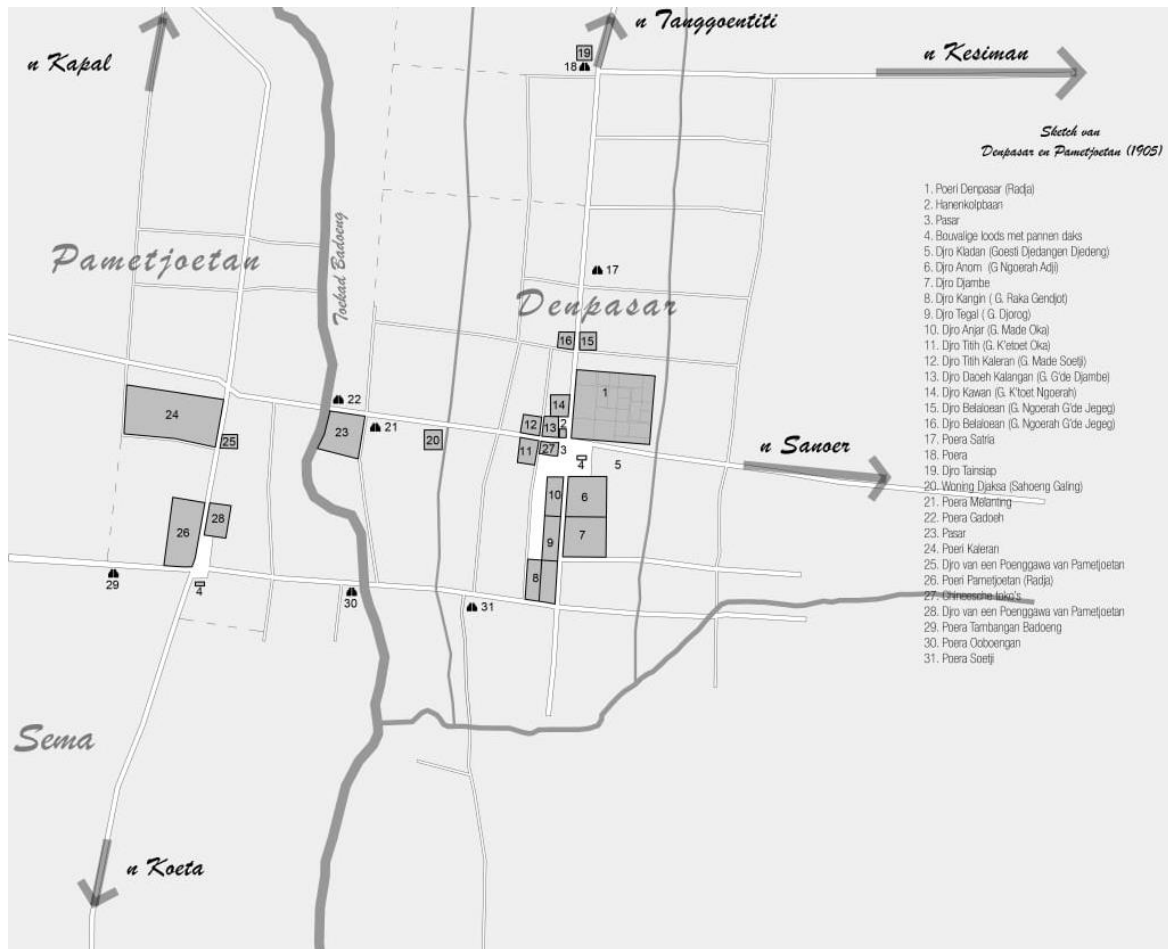 n Tanggoentiti
n Kapal
n Kesiman
19
18
Sketch van
Denpasar en Pametjoetan (1905)
Pametjoetan
Toekad Badoeng
17
Denpasar
16
15
1
14
2
22
24
25
23
21
20
12
13
11
27
3
4
5
n Sanoer
10
6
26
28
9
7
8
29
4
30
31
Sema
n Koeta
1. Poeri Denpasar (Radja)
2. Hanenkolpbaan
3. Pasar
4. Bouvalige loods met pannen daks
5. Djro Kladan (Goesti Djedangen Djedeng)
6. Djro Anom (G Ngoerah Adji)
7. Djro Djambe
8. Djro Kangin ( G. Raka Gendjot)
9. Djro Tegal ( G. Djorog)
10. Djro Anjar (G. Made Oka)
11. Djro Titih (G. K'etoet Oka)
12. Djro Titih Kaleran (G. Made Soetji)
13. Djro Daoeh Kalangan (G. G'de Djambe)
14. Djro Kawan (G. K'toet Ngoerah)
15. Djro Belaloean (G. Ngoerah G'de Jegeg)
16. Djro Belaloean (G. Ngoerah G'de Jegeg)
17. Poera Satria
18. Poera
19. Djro Tainsiap
20. Woning Djaksa (Sahoeng Galing)
21. Poera Melanting
22. Poera Gadoeh
23. Pasar
24. Poeri Kaleran
25. Djro van een Poenggawa van Pametjoetan
26. Poeri Pametjoetan (Radja)
27. Chineesche toko's
28. Djro van een Poenggawa van Pametjoetan
29. Poera Tambangan Badoeng
30. Poera Ooboengan
31. Poera Soetji